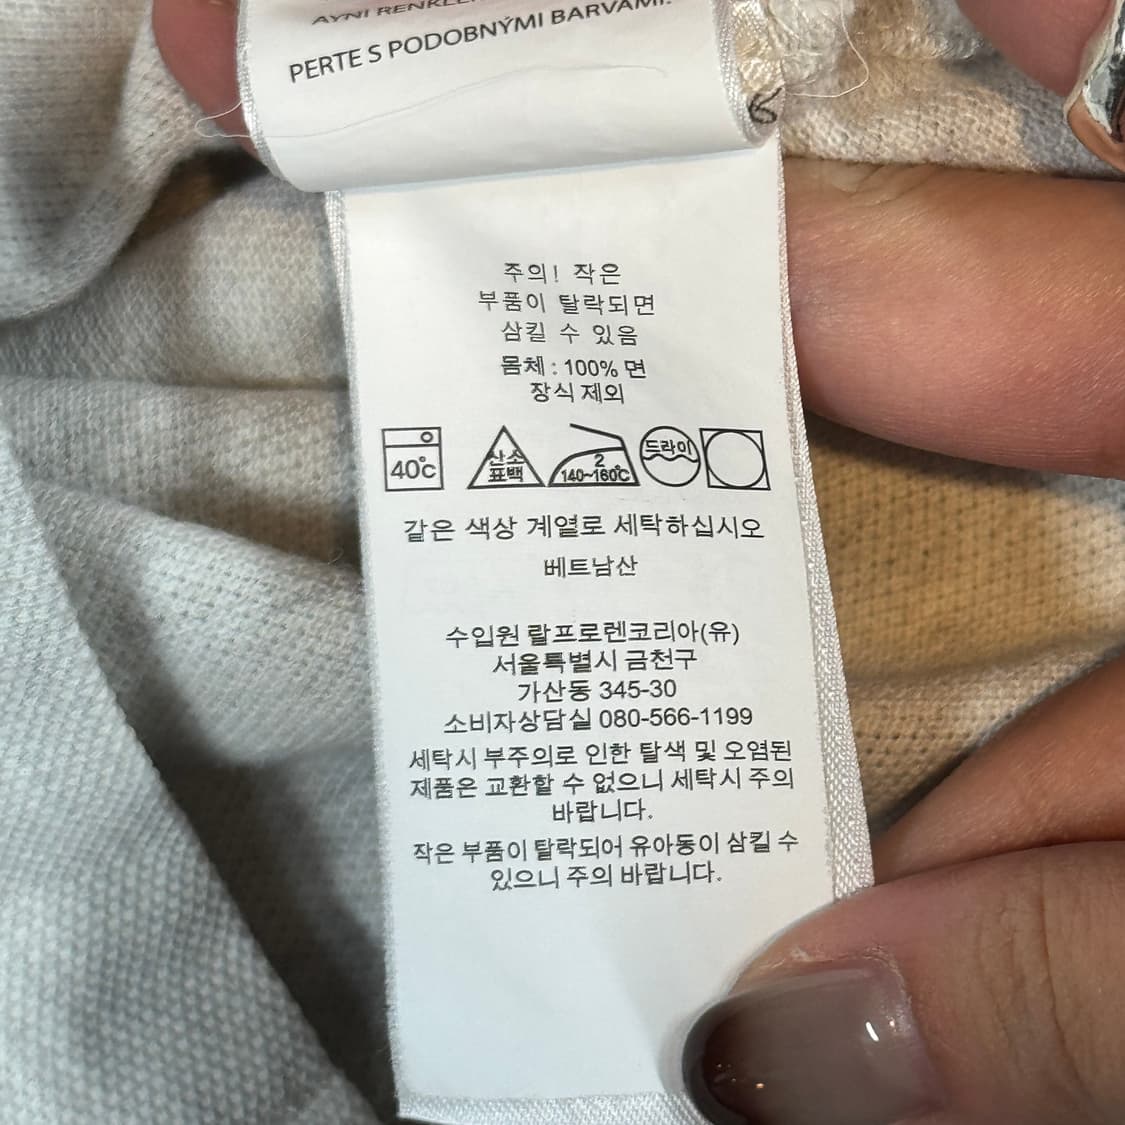 AYNI RENKLER
PERTE S PODOBNÝMI BARVAMI.
주의! 작은
부품이 탈락되면
삼킬 수 있음
몸체 : 100% 면
장식 제외
40℃
산소
표백
2
140~160℃
드라이
같은 색상 계열로 세탁하십시오
베트남산
수입원 랄프로렌코리아(유)
서울특별시 금천구
가산동 345-30
소비자상담실 080-566-1199
세탁시 부주의로 인한 탈색 및 오염된
제품은 교환할 수 없으니 세탁시 주의
바랍니다.
작은 부품이 탈락되어 유아동이 삼킬 수
있으니 주의 바랍니다.